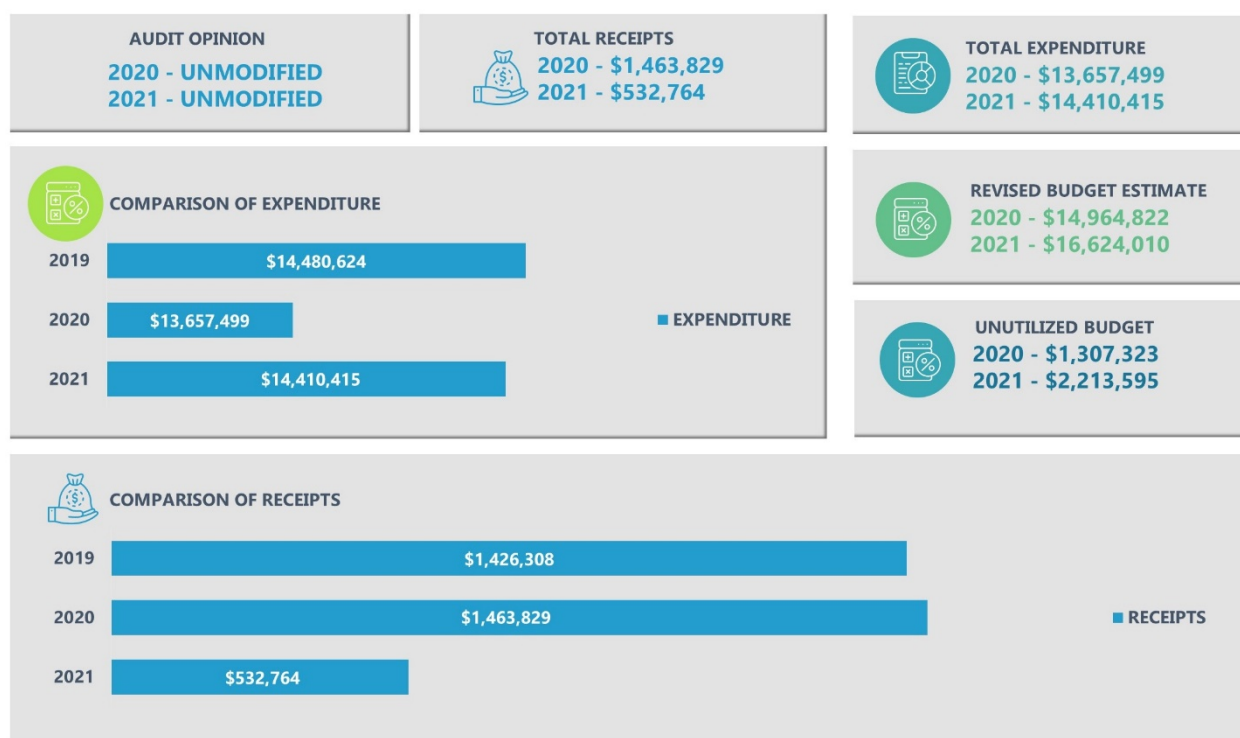 AUDIT OPINION
2020 - UNMODIFIED
2021 - UNMODIFIED
TOTAL RECEIPTS
2020 - $1,463,829
2021 - $532,764
TOTAL EXPENDITURE
2020 - $13,657,499
2021 - $14,410,415
COMPARISON OF EXPENDITURE
2019 $14,480,624
2020 $13,657,499
2021 $14,410,415
EXPENDITURE
REVISED BUDGET ESTIMATE
2020 - $14,964,822
2021 - $16,624,010
UNUTILIZED BUDGET
2020 - $1,307,323
2021 - $2,213,595
COMPARISON OF RECEIPTS
2019 $1,426,308
2020 $1,463,829
2021 $532,764
RECEIPTS